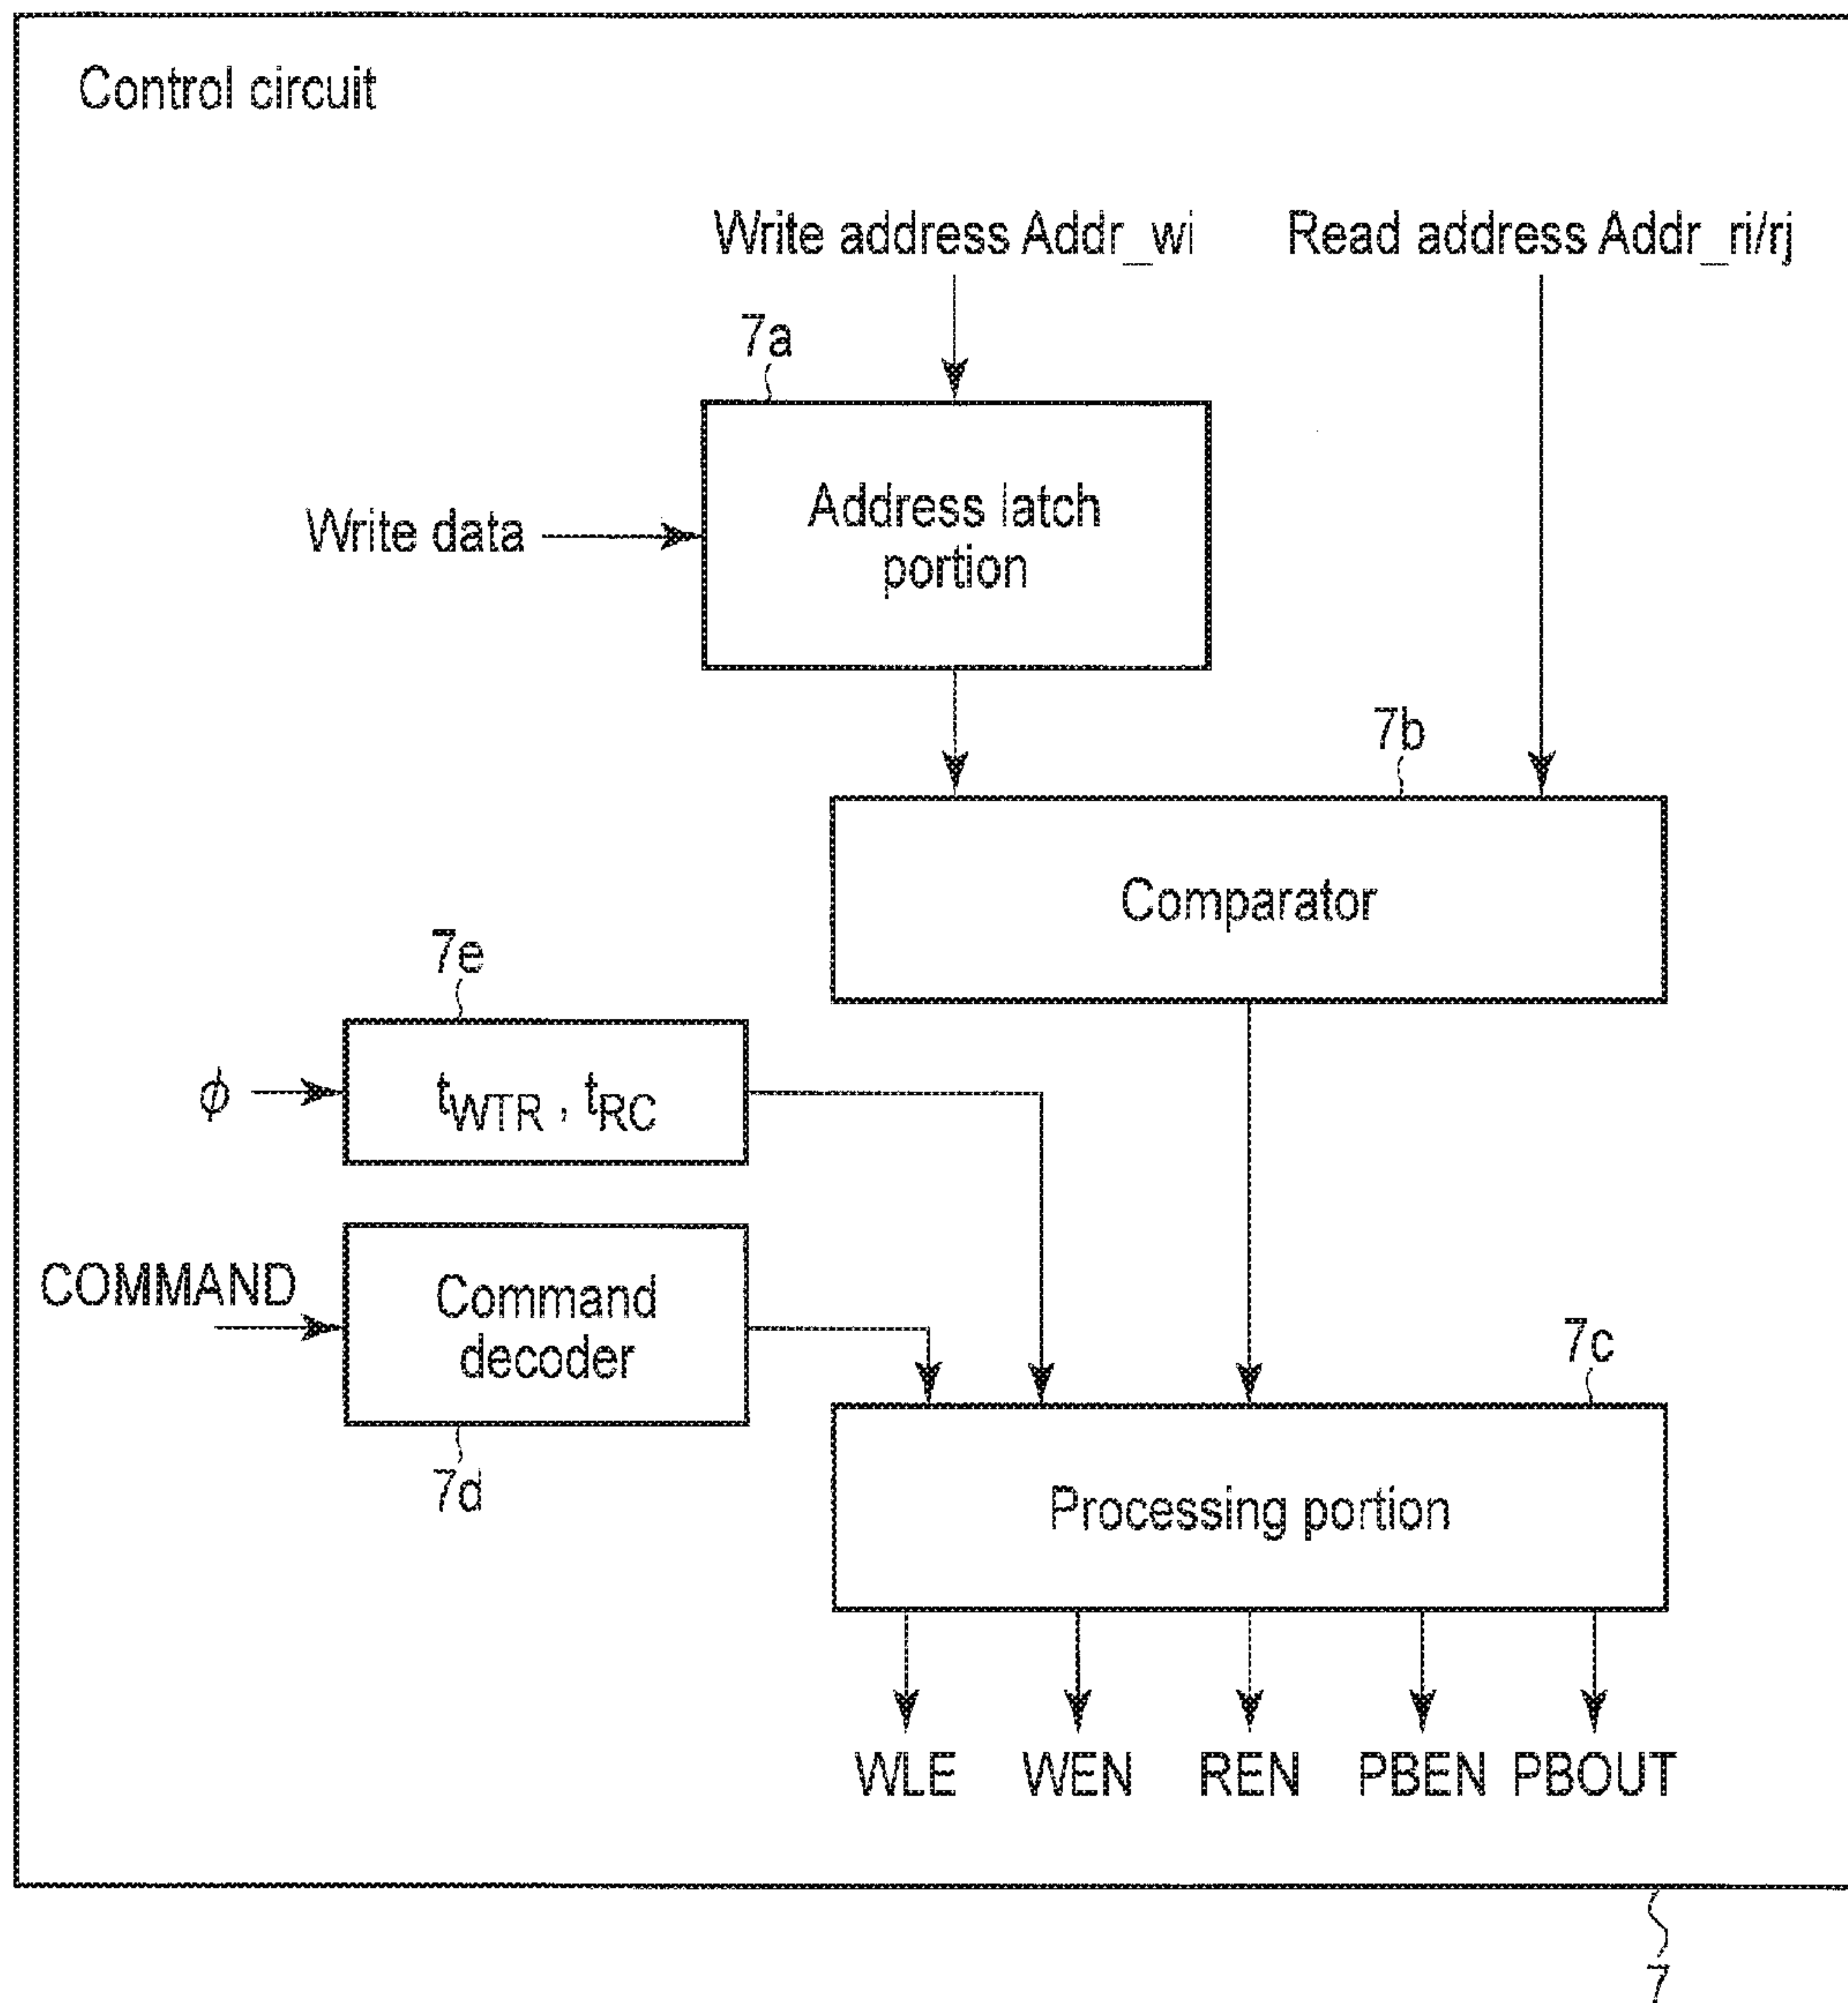 Control circuit
Write address Addr_wi
Read address Addr_ri/rj
7a
Write data
Address latch
portion
7b
Comparator
7e
ϕ
tWTR , tRC
COMMAND
Command
decoder
7d
7c
Processing portion
WLE
WEN
REN
PBEN
PBOUT
7